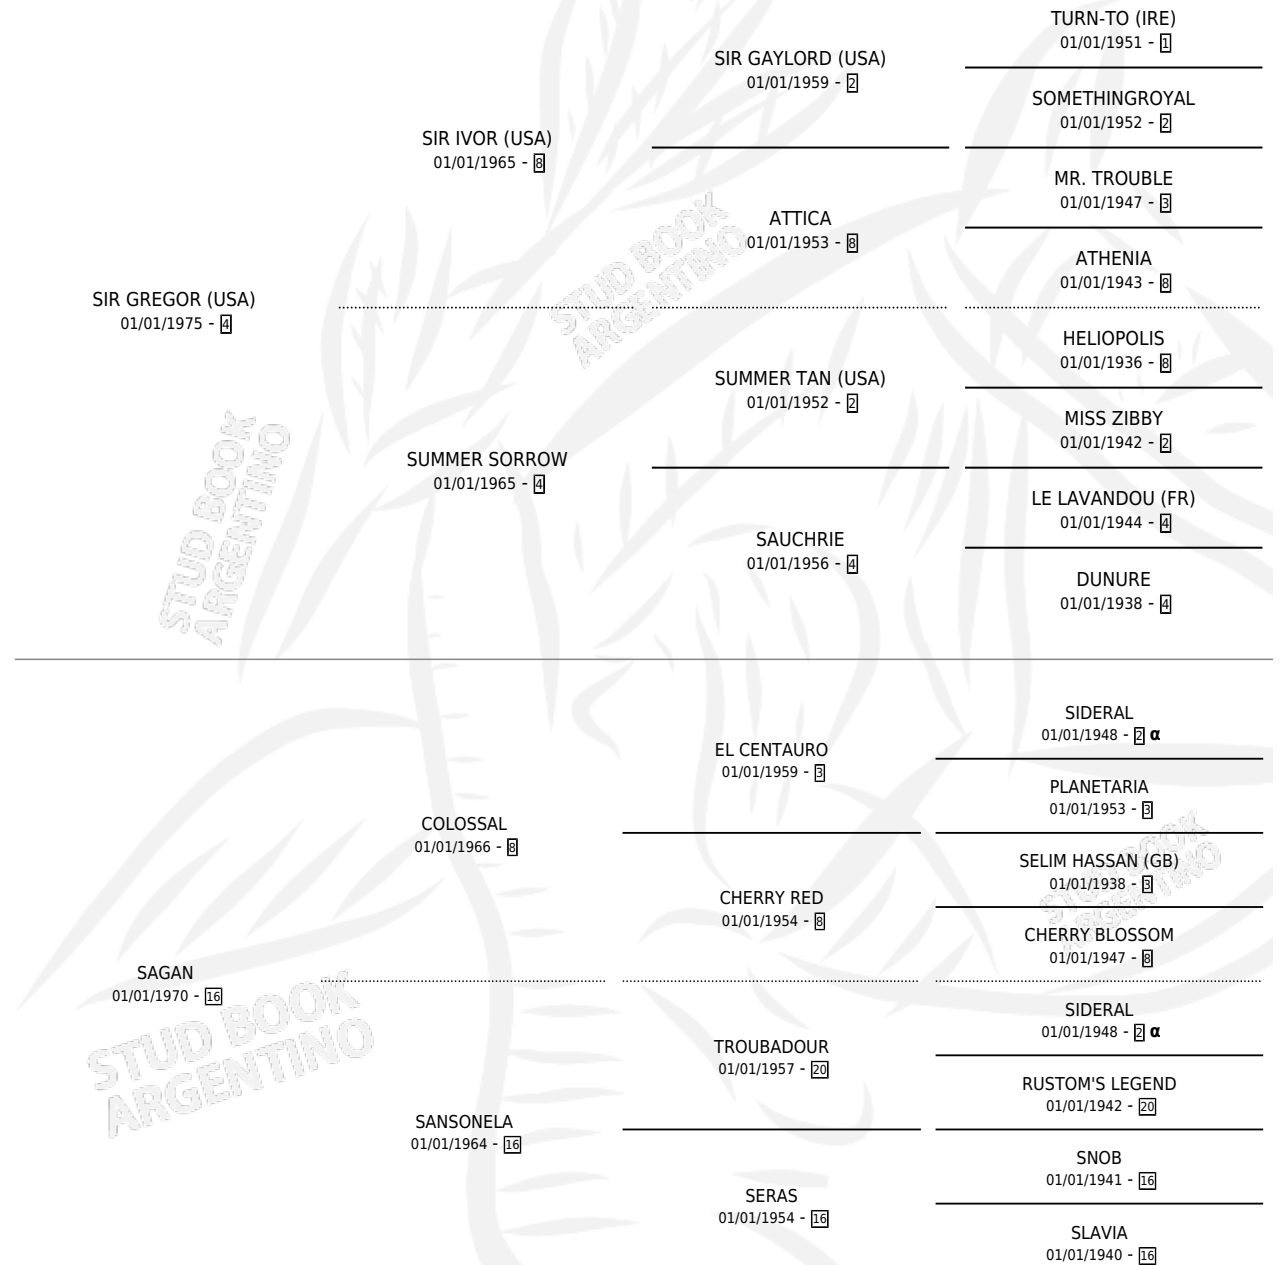 TURN-TO (IRE)
01/01/1951 - 1
SIR GAYLORD (USA)
01/01/1959 - 2
SOMETHINGROYAL
01/01/1952 - 2
SIR IVOR (USA)
01/01/1965 - 8
MR. TROUBLE
01/01/1947 - 3
ATTICA
01/01/1953 - 8
ATHENIA
01/01/1943 - 8
SIR GREGOR (USA)
01/01/1975 - 4
HELIOPOLIS
01/01/1936 - 8
SUMMER TAN (USA)
01/01/1952 - 2
MISS ZIBBY
01/01/1942 - 2
SUMMER SORROW
01/01/1965 - 4
LE LAVANDOU (FR)
01/01/1944 - 4
SAUCHRIE
01/01/1956 - 4
DUNURE
01/01/1938 - 4
STUD BOOK
ARGENTINO
STUD BOOK
ARGENTINO
SIDERAL
01/01/1948 - 2 α
EL CENTAURO
01/01/1959 - 3
PLANETARIA
01/01/1953 - 3
COLOSSAL
01/01/1966 - 8
SELIM HASSAN (GB)
01/01/1938 - 3
CHERRY RED
01/01/1954 - 8
CHERRY BLOSSOM
01/01/1947 - 8
STUD BOOK
ARGENTINO
SAGAN
01/01/1970 - 16
SIDERAL
01/01/1948 - 2 α
TROUBADOUR
01/01/1957 - 20
RUSTOM'S LEGEND
01/01/1942 - 20
SANSONELA
01/01/1964 - 16
SNOB
01/01/1941 - 16
SERAS
01/01/1954 - 16
SLAVIA
01/01/1940 - 16
STUD BOOK
ARGENTINO